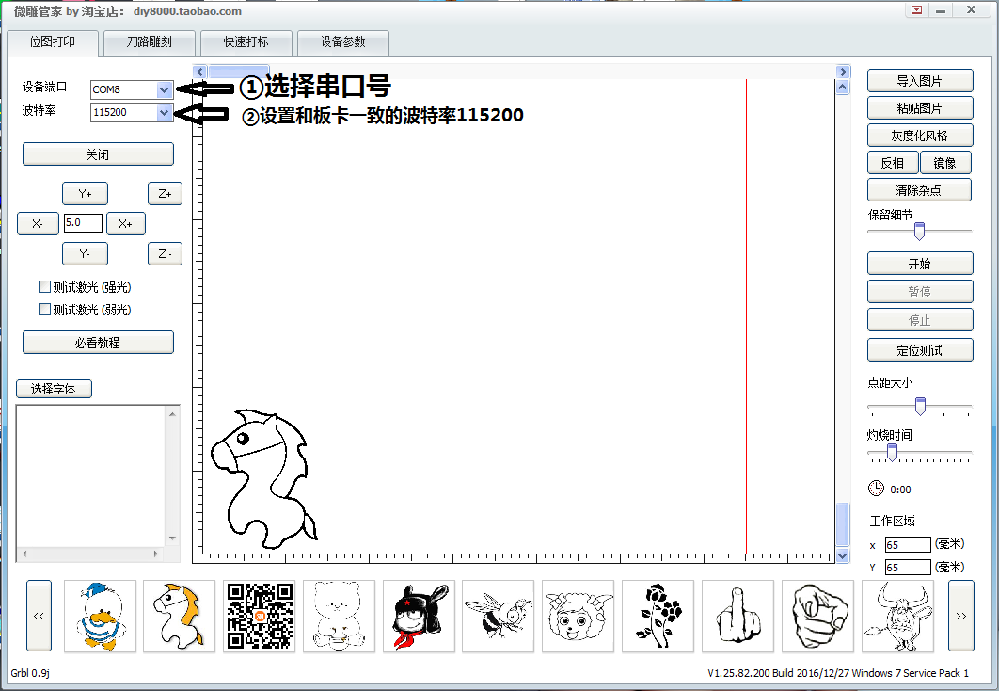 微雕管家 by 淘宝店： diy8000.taobao.com
位图打印
刀路雕刻
快速打标
设备参数
设备端口
COM8
①选择串口号
波特率
115200
②设置和板卡一致的波特率115200
关闭
Y+
Z+
X-
5.0
X+
Y-
Z -
测试激光 (强光)
测试激光 (弱光)
必看教程
选择字体
导入图片
粘贴图片
灰度化风格
反相
镜像
清除杂点
保留细节
开始
暂停
停止
定位测试
点距大小
灼烧时间
0:00
工作区域
X
65
(毫米)
Y
65
(毫米)
<<
>>
Grbl 0.9j
V1.25.82.200 Build 2016/12/27 Windows 7 Service Pack 1